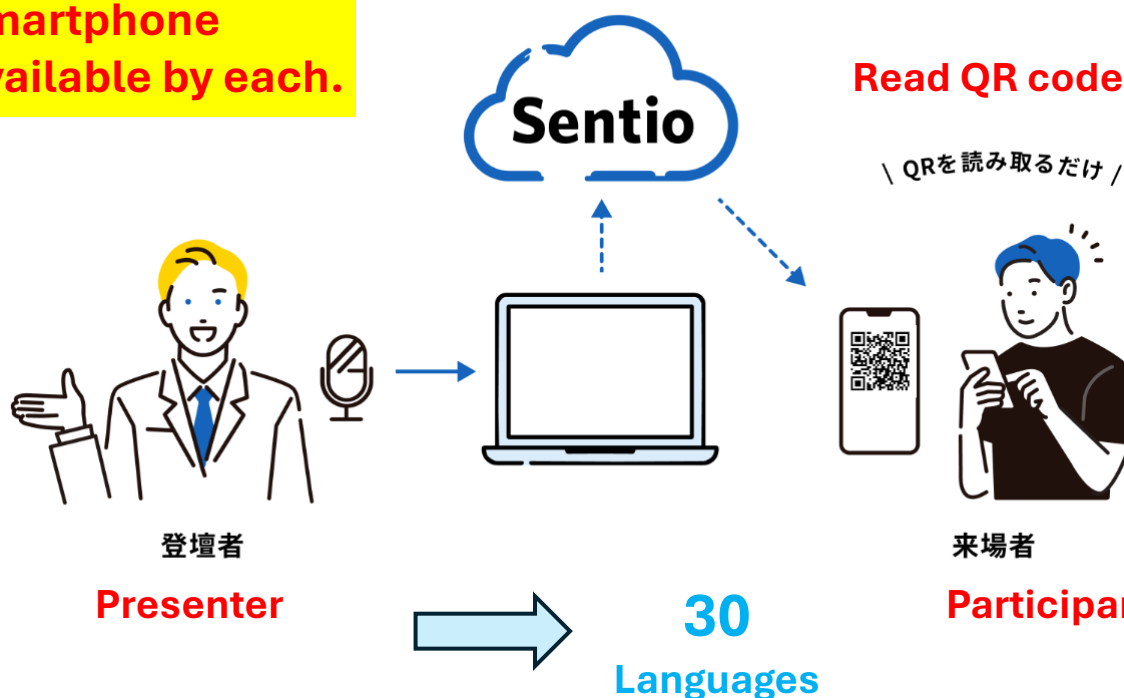 martphone
vailable by each.
Sentio
Read QR code
\ QRを読み取るだけ /
登壇者
来場者
Presenter
Participan
30
Languages